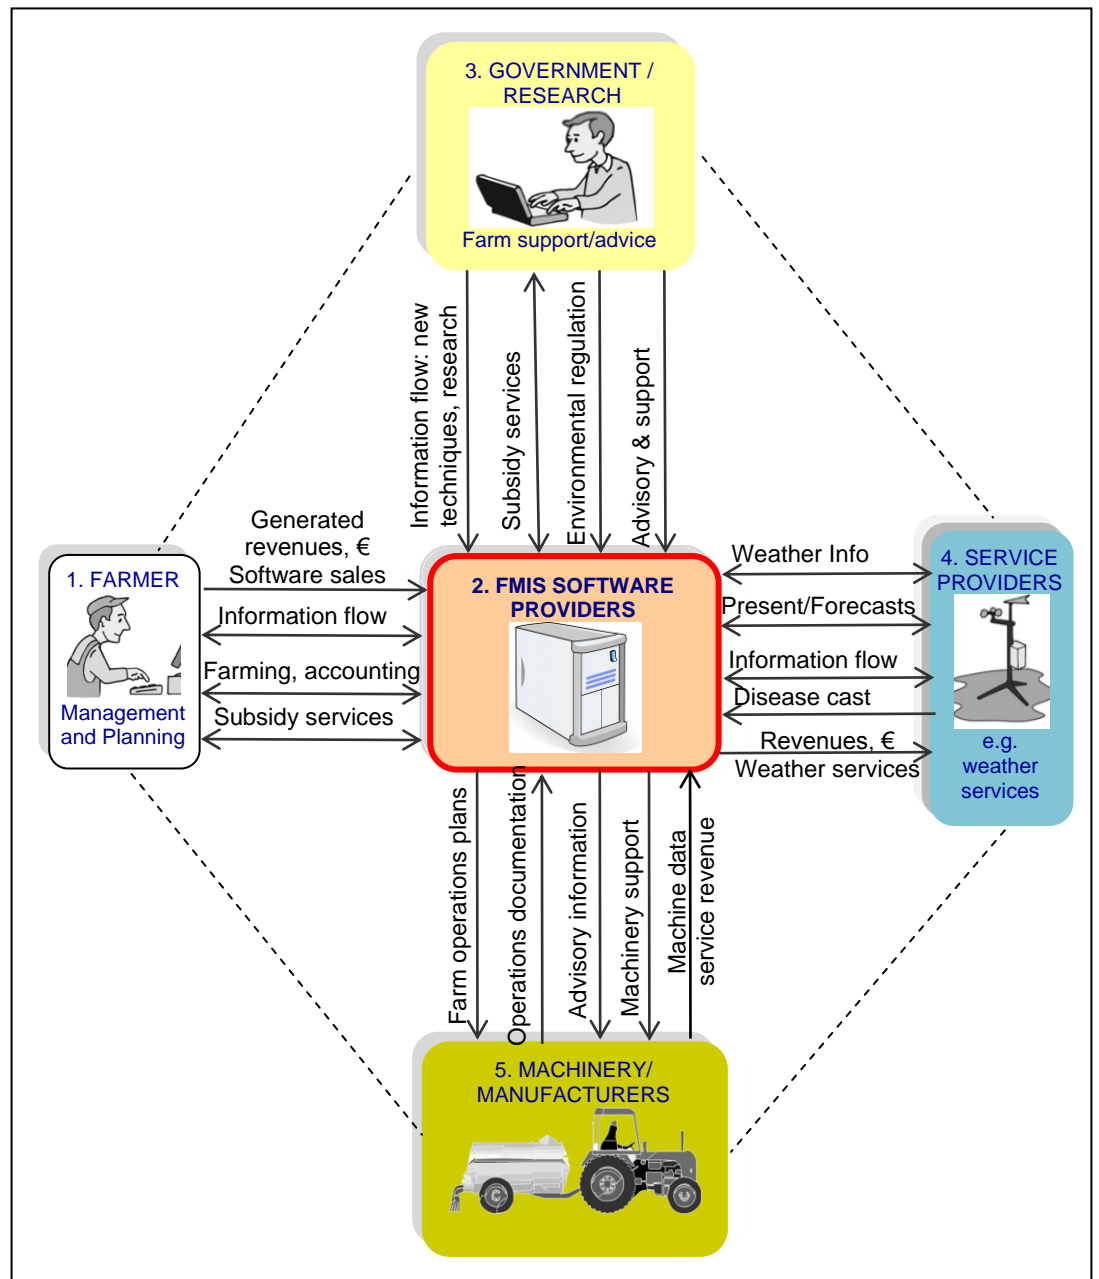 3. GOVERNMENT /
RESEARCH
Farm support/advice
Information flow: new
techniques, research
Subsidy services
Environmental regulation
Advisory & support
1. FARMER
Management
and Planning
Generated
revenues, €
Software sales
Information flow
Farming, accounting
Subsidy services
2. FMIS SOFTWARE
PROVIDERS
Weather Info
Present/Forecasts
Information flow
Disease cast
Revenues, €
Weather services
4. SERVICE
PROVIDERS
e.g.
weather
services
Farm operations plans
Operations documentation
Advisory information
Machinery support
Machine data
service revenue
5. MACHINERY/
MANUFACTURERS